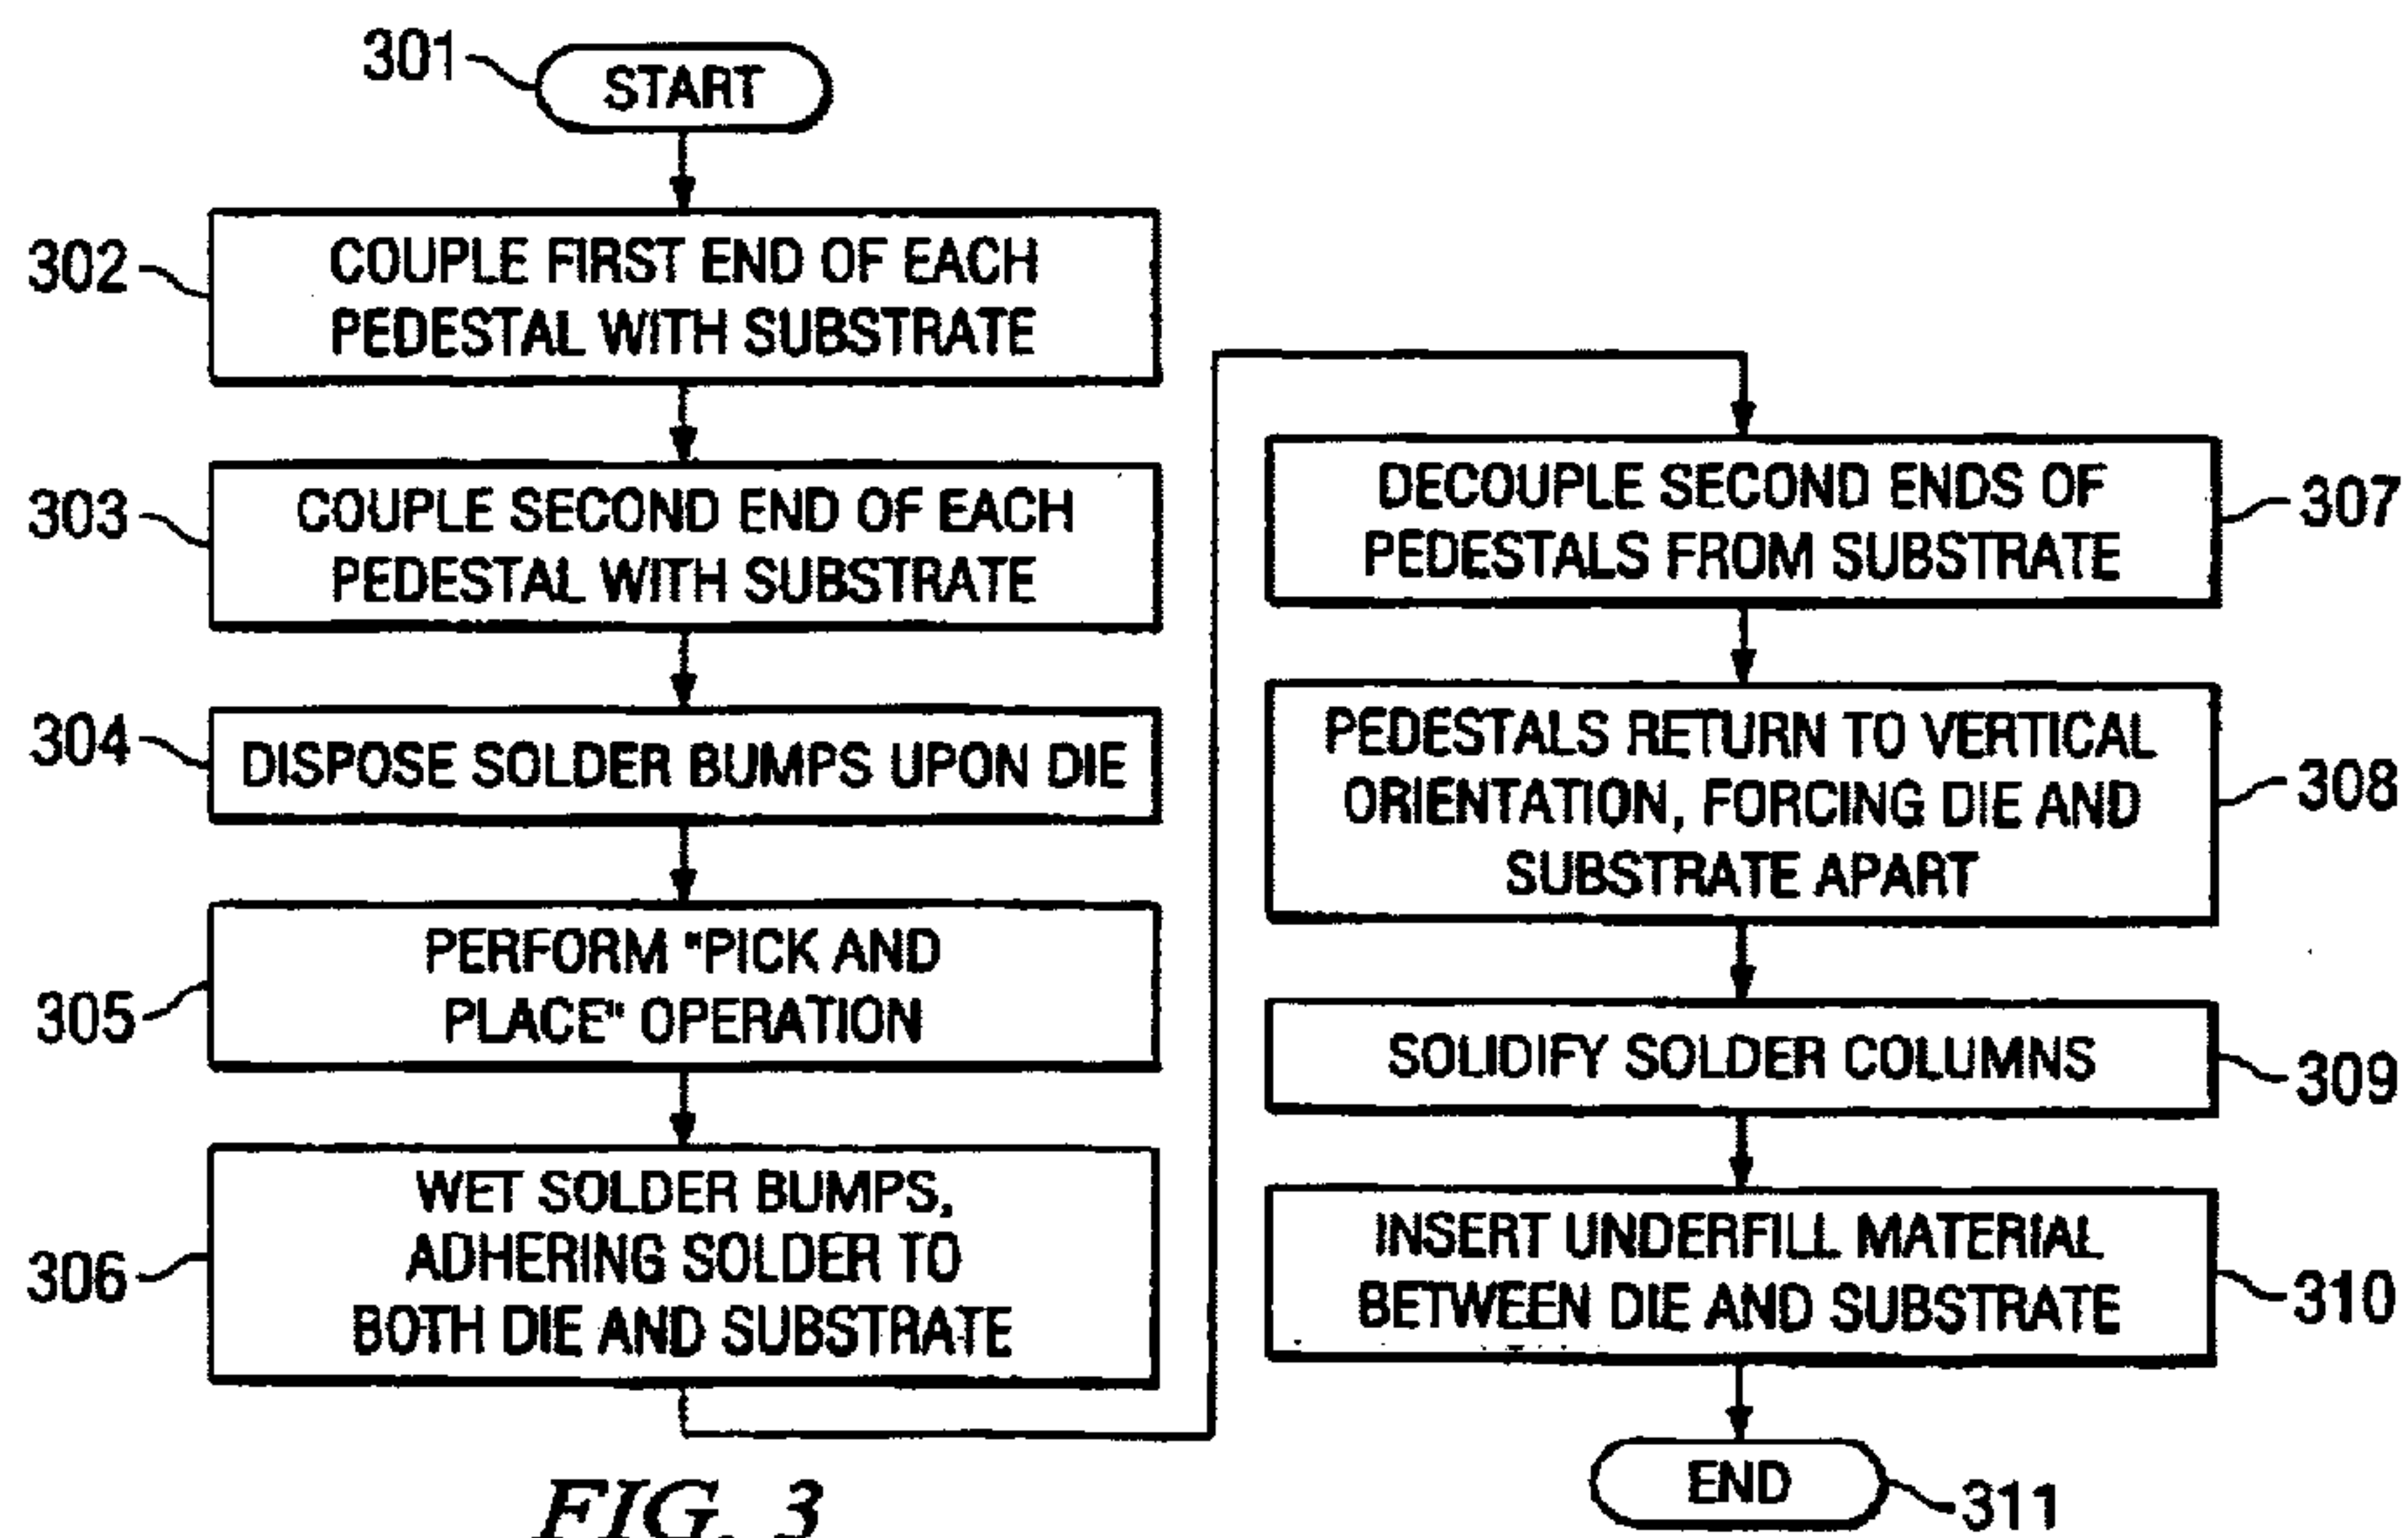 301
START
302
COUPLE FIRST END OF EACH
PEDESTAL WITH SUBSTRATE
303
COUPLE SECOND END OF EACH
PEDESTAL WITH SUBSTRATE
304
DISPOSE SOLDER BUMPS UPON DIE
305
PERFORM "PICK AND
PLACE" OPERATION
306
WET SOLDER BUMPS,
ADHERING SOLDER TO
BOTH DIE AND SUBSTRATE
DECOUPLE SECOND ENDS OF
PEDESTALS FROM SUBSTRATE
307
PEDESTALS RETURN TO VERTICAL
ORIENTATION, FORCING DIE AND
SUBSTRATE APART
308
SOLIDIFY SOLDER COLUMNS
309
INSERT UNDERFILL MATERIAL
BETWEEN DIE AND SUBSTRATE
310
END
311
FIG. 3